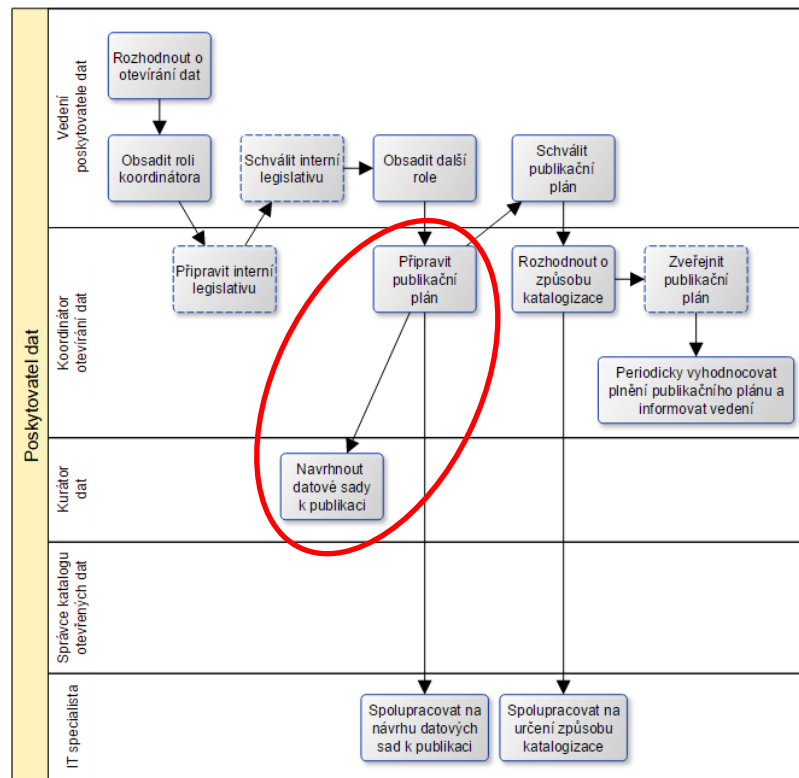 Poskytovatel dat
Vedení
poskytovatele dat
Rozhodnout o
otevírání dat
Obsadit roli
koordinátora
Schválit interní
legislativu
Obsadit další
role
Schválit
publikační
plán
Koordinátor
otevírání dat
Připravit interní
legislativu
Připravit
publikační
plán
Rozhodnout o
způsobu
katalogizace
Zveřejnit
publikační
plán
Periodicky vyhodnocovat
plnění publikačního plánu a
informovat vedení
Kurátor
dat
Navrhnout
datové sady
k publikaci
Správce katalogu
otevřených dat
IT specialista
Spolupracovat na
návrhu datových
sad k publikaci
Spolupracovat na
určení způsobu
katalogizace